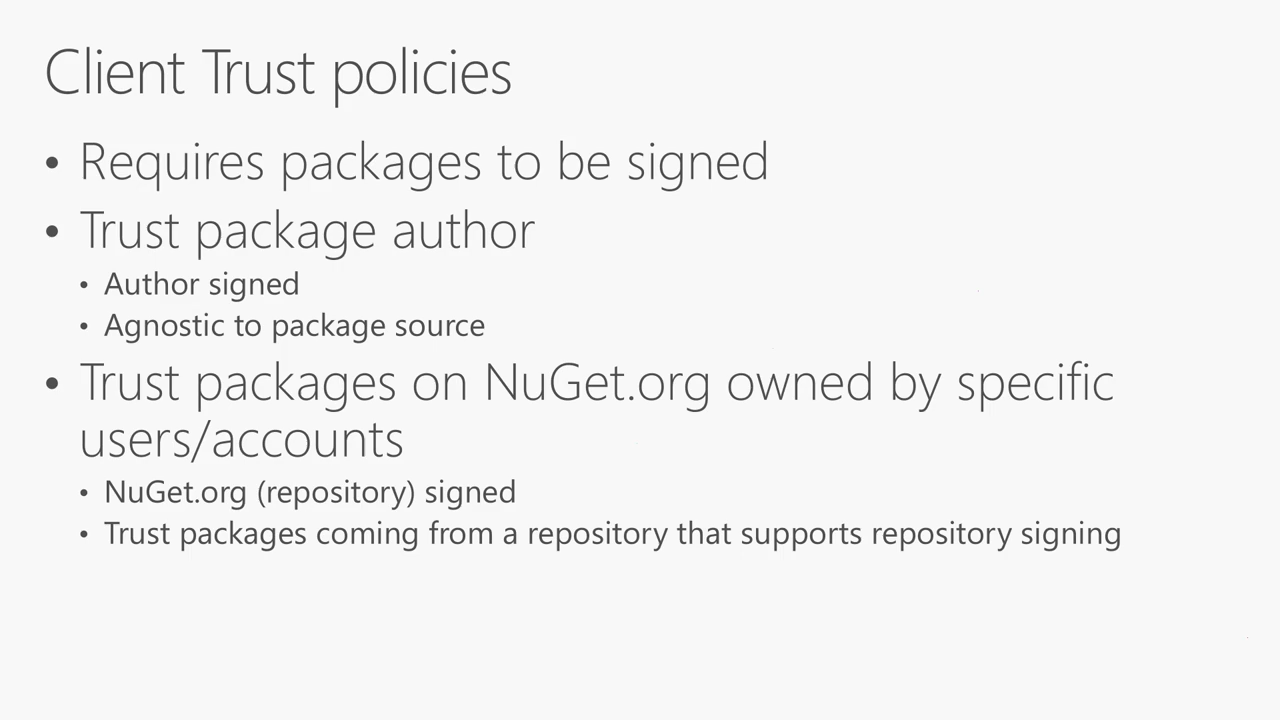 Client Trust policies
• Requires packages to be signed
• Trust package author
• Author signed
• Agnostic to package source
• Trust packages on NuGet.org owned by specific
users/accounts
• NuGet.org (repository) signed
• Trust packages coming from a repository that supports repository signing